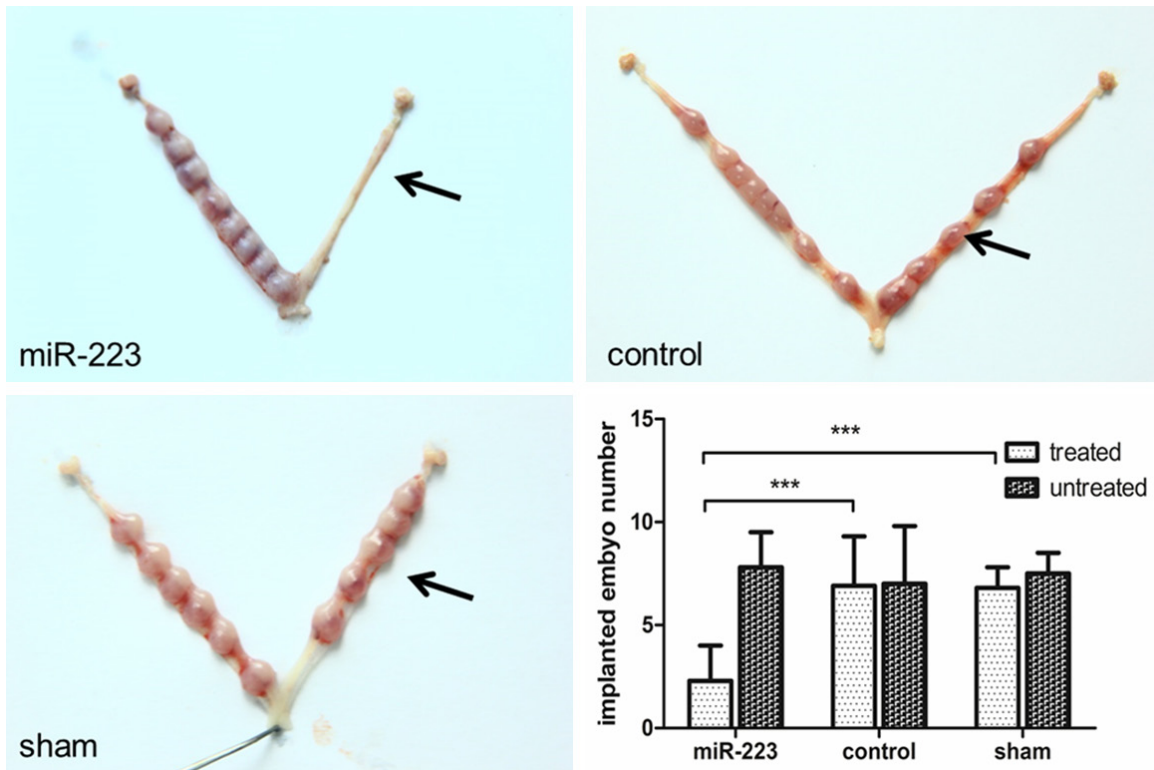 miR-223
control
sham
implanted embyo number
15
10
5
0
***
***
treated
untreated
miR-223
control
sham